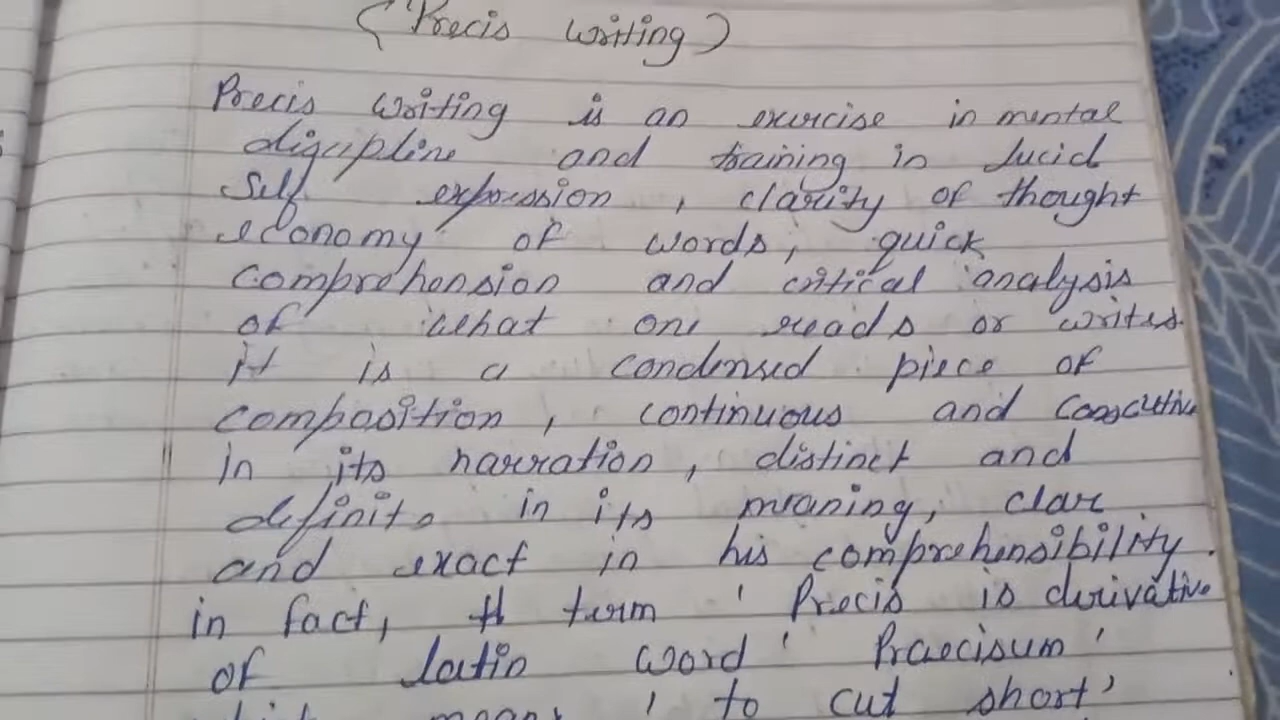 (Precis Writing)
Precis writing is an exercise in mental
discipline and training in lucid
self expression, clarity of thought
economy of words, quick
comprehension and critical analysis
of what one reads or writes.
it is a condensed piece of
composition, continuous and consecutive
in its narration, distinct and
definite in its meaning, clar
and exact in his comprehensibility.
in fact, th term ' Precis is derivative
of latin word ' Praecisum '
means ' to cut short '